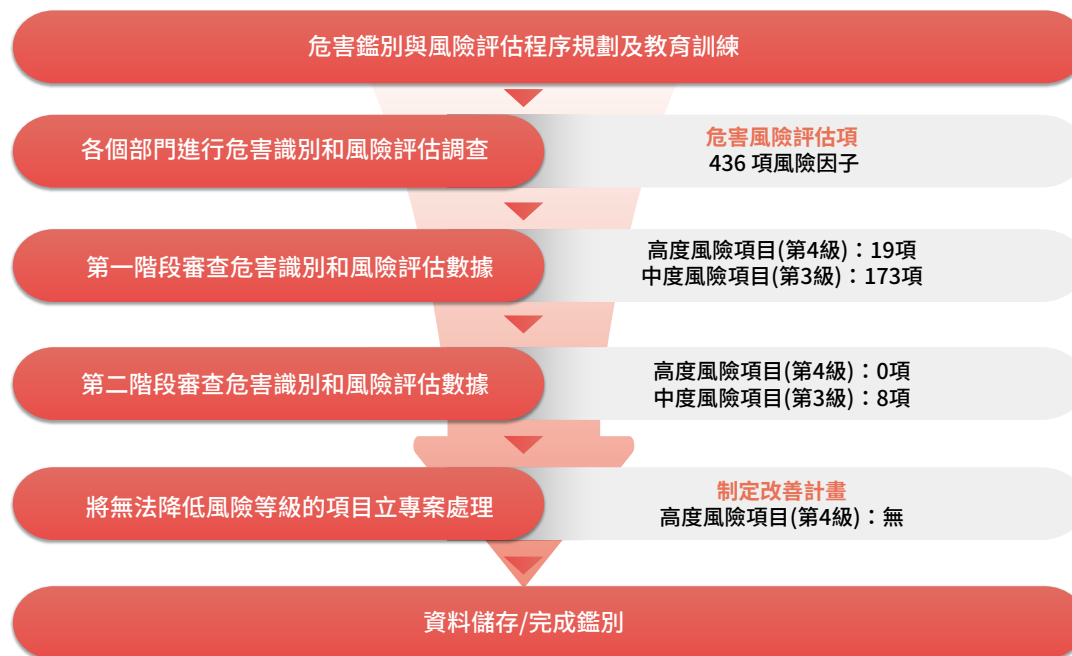 危害鑑別與風險評估程序規劃及教育訓練
各個部門進行危害識別和風險評估調查
危害風險評估項
436 項風險因子
第一階段審查危害識別和風險評估數據
高度風險項目(第4級)：19項
中度風險項目(第3級)：173項
第二階段審查危害識別和風險評估數據
高度風險項目(第4級)：0項
中度風險項目(第3級)：8項
將無法降低風險等級的項目立專案處理
制定改善計畫
高度風險項目(第4級)：無
資料儲存/完成鑑別